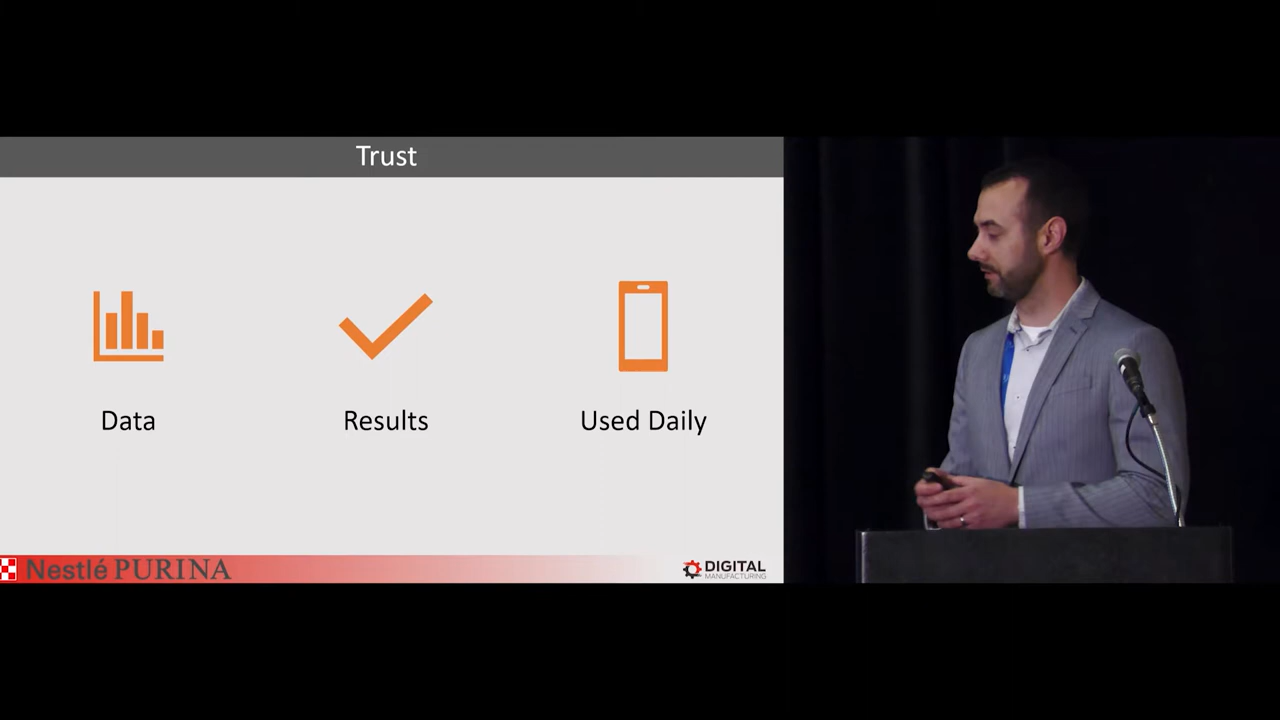 Trust
Data
Results
Used Daily
Nestlé PURINA
DIGITAL
MANUFACTURING